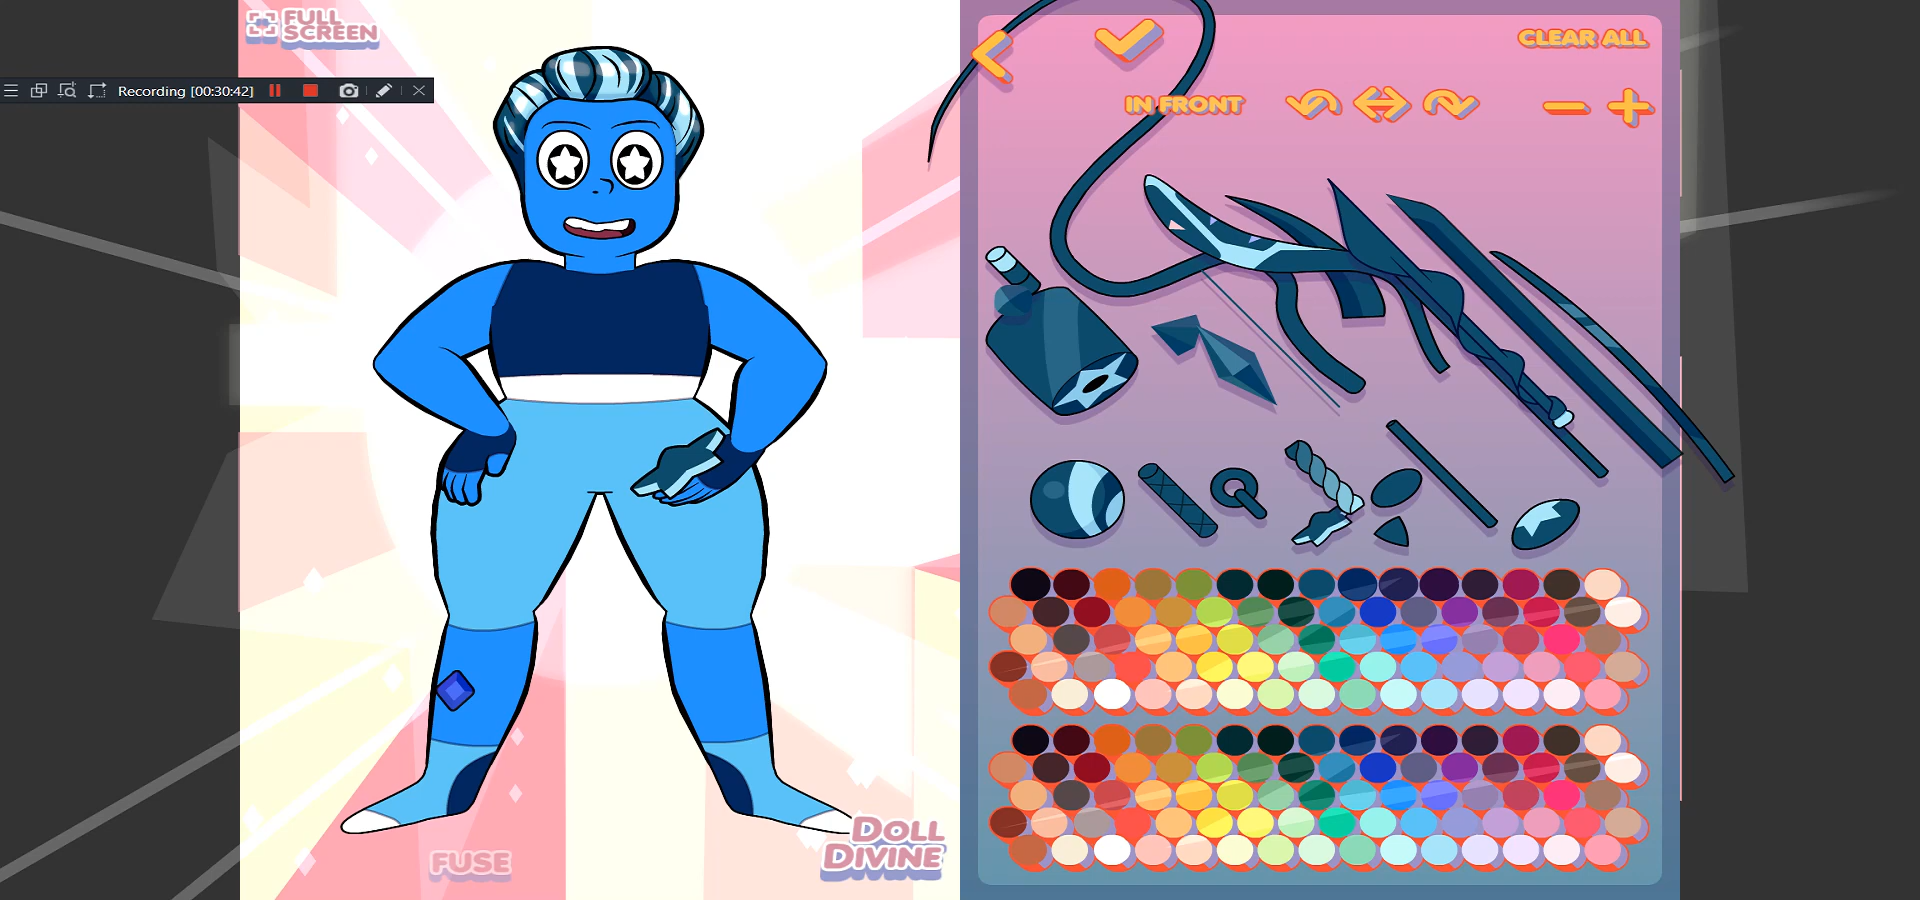 FULL
SCREEN
Recording [00:30:42]
CLEAR ALL
IN FRONT
DOLL
DIVINE
FUSE